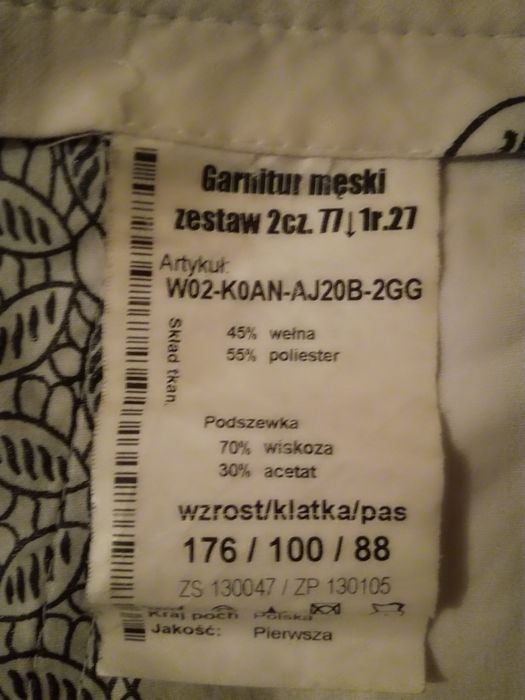 Garnitur męski
zestaw 2cz. 77↓1r.27
Artykuł:
W02-K0AN-AJ20B-2GG
Skład tkan.
45% wełna
55% poliester
Podszewka
70% wiskoza
30% acetat
wzrost/klatka/pas
176 / 100 / 88
ZS 130047 / ZP 130105
Kraj poch Polska
Jakość: Pierwsza